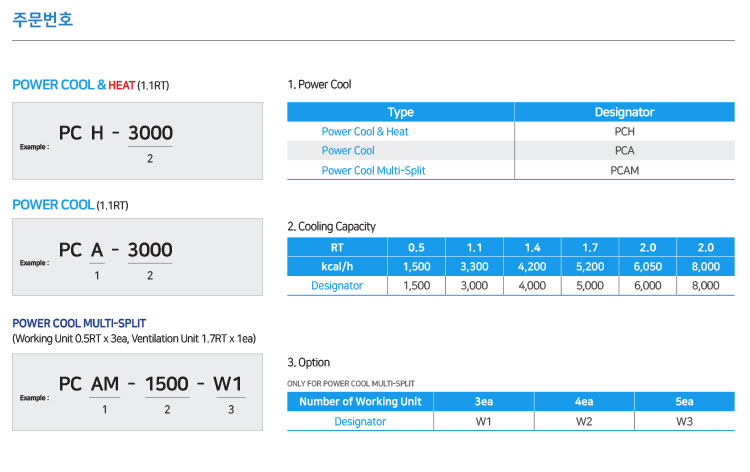 주문번호
POWER COOL & HEAT (1.1RT)
Example : PC H - 3000
2
POWER COOL (1.1RT)
Example : PC A - 3000
1 2
POWER COOL MULTI-SPLIT
(Working Unit 0.5RT x 3ea, Ventilation Unit 1.7RT x 1ea)
Example : PC AM - 1500 - W1
1 2 3
1. Power Cool
Type Designator
Power Cool & Heat PCH
Power Cool PCA
Power Cool Multi-Split PCAM
2. Cooling Capacity
RT 0.5 1.1 1.4 1.7 2.0 2.0
kcal/h 1,500 3,300 4,200 5,200 6,050 8,000
Designator 1,500 3,000 4,000 5,000 6,000 8,000
3. Option
ONLY FOR POWER COOL MULTI-SPLIT
Number of Working Unit 3ea 4ea 5ea
Designator W1 W2 W3